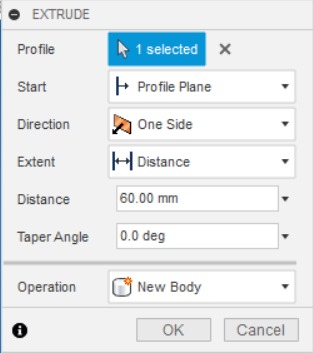 EXTRUDE
Profile 1 selected
Start Profile Plane
Direction One Side
Extent Distance
Distance 60.00 mm
Taper Angle 0.0 deg
Operation New Body
OK Cancel